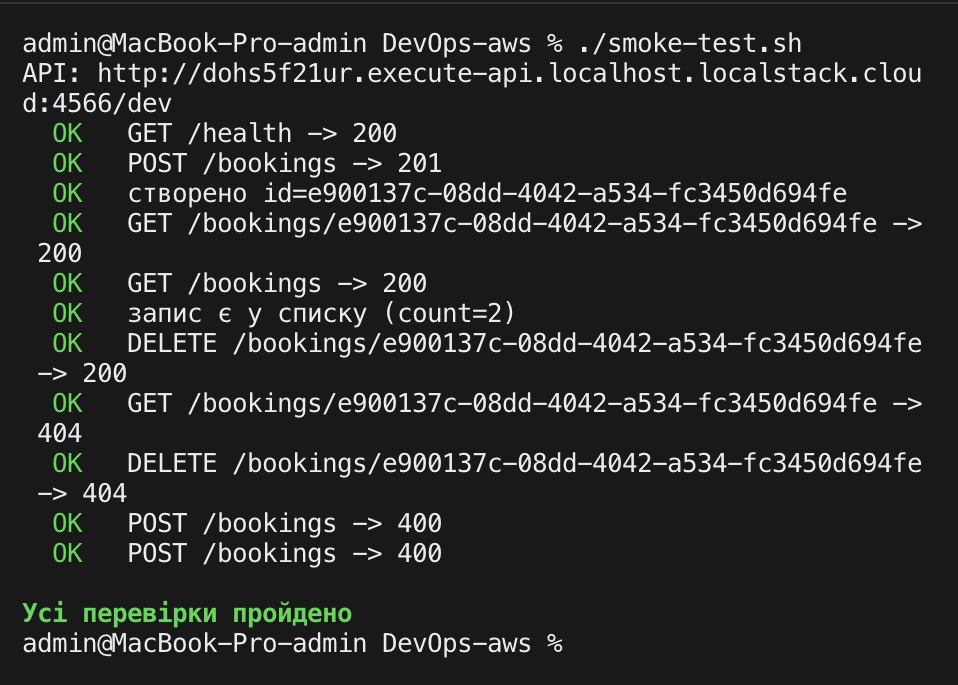 admin@MacBook-Pro-admin DevOps-aws % ./smoke-test.sh
API: http://dohs5f21ur.execute-api.localhost.localstack.clou
d:4566/dev
OK GET /health -> 200
OK POST /bookings -> 201
OK створено id=e900137c-08dd-4042-a534-fc3450d694fe
OK GET /bookings/e900137c-08dd-4042-a534-fc3450d694fe ->
200
OK GET /bookings -> 200
OK запис є у списку (count=2)
OK DELETE /bookings/e900137c-08dd-4042-a534-fc3450d694fe
-> 200
OK GET /bookings/e900137c-08dd-4042-a534-fc3450d694fe ->
404
OK DELETE /bookings/e900137c-08dd-4042-a534-fc3450d694fe
-> 404
OK POST /bookings -> 400
OK POST /bookings -> 400
Усі перевірки пройдено
admin@MacBook-Pro-admin DevOps-aws %